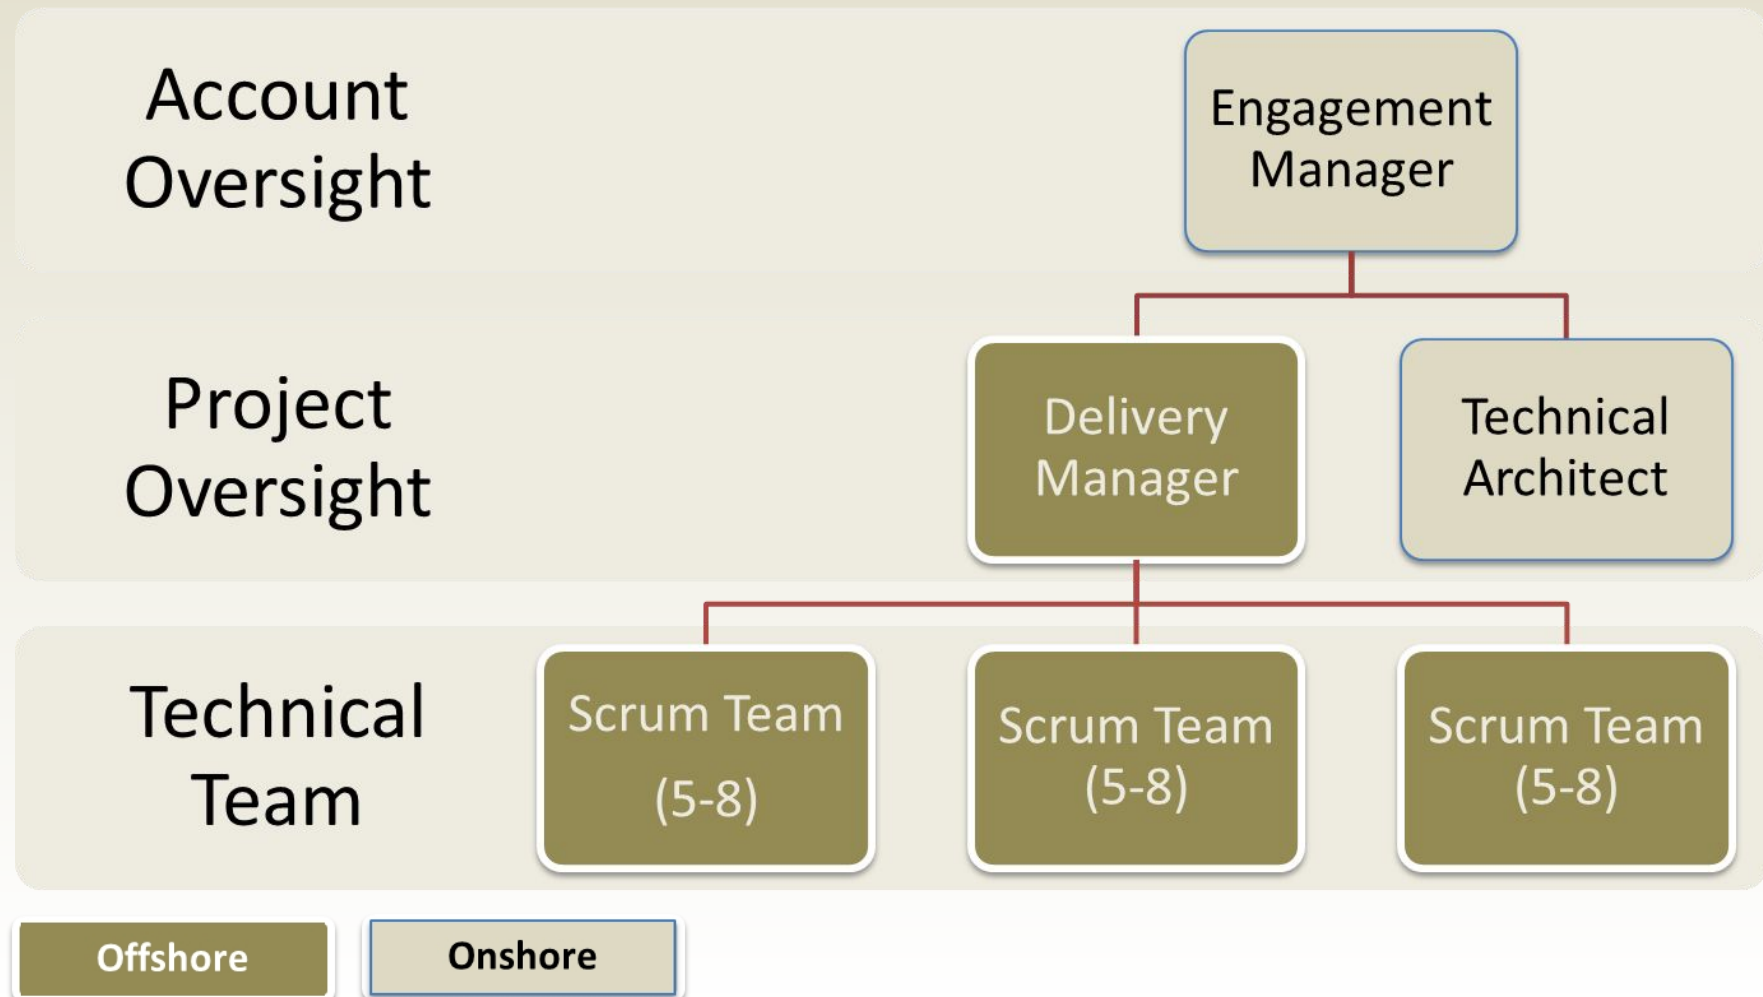 Account
Oversight
Engagement
Manager
Project
Oversight
Delivery
Manager
Technical
Architect
Technical
Team
Scrum Team
(5-8)
Scrum Team
(5-8)
Scrum Team
(5-8)
Offshore
Onshore